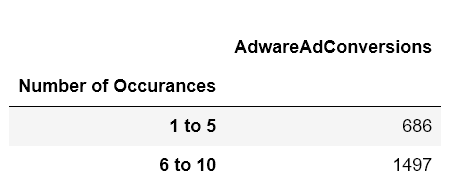 AdwareAdConversions
Number of Occurances
1 to 5 686
6 to 10 1497